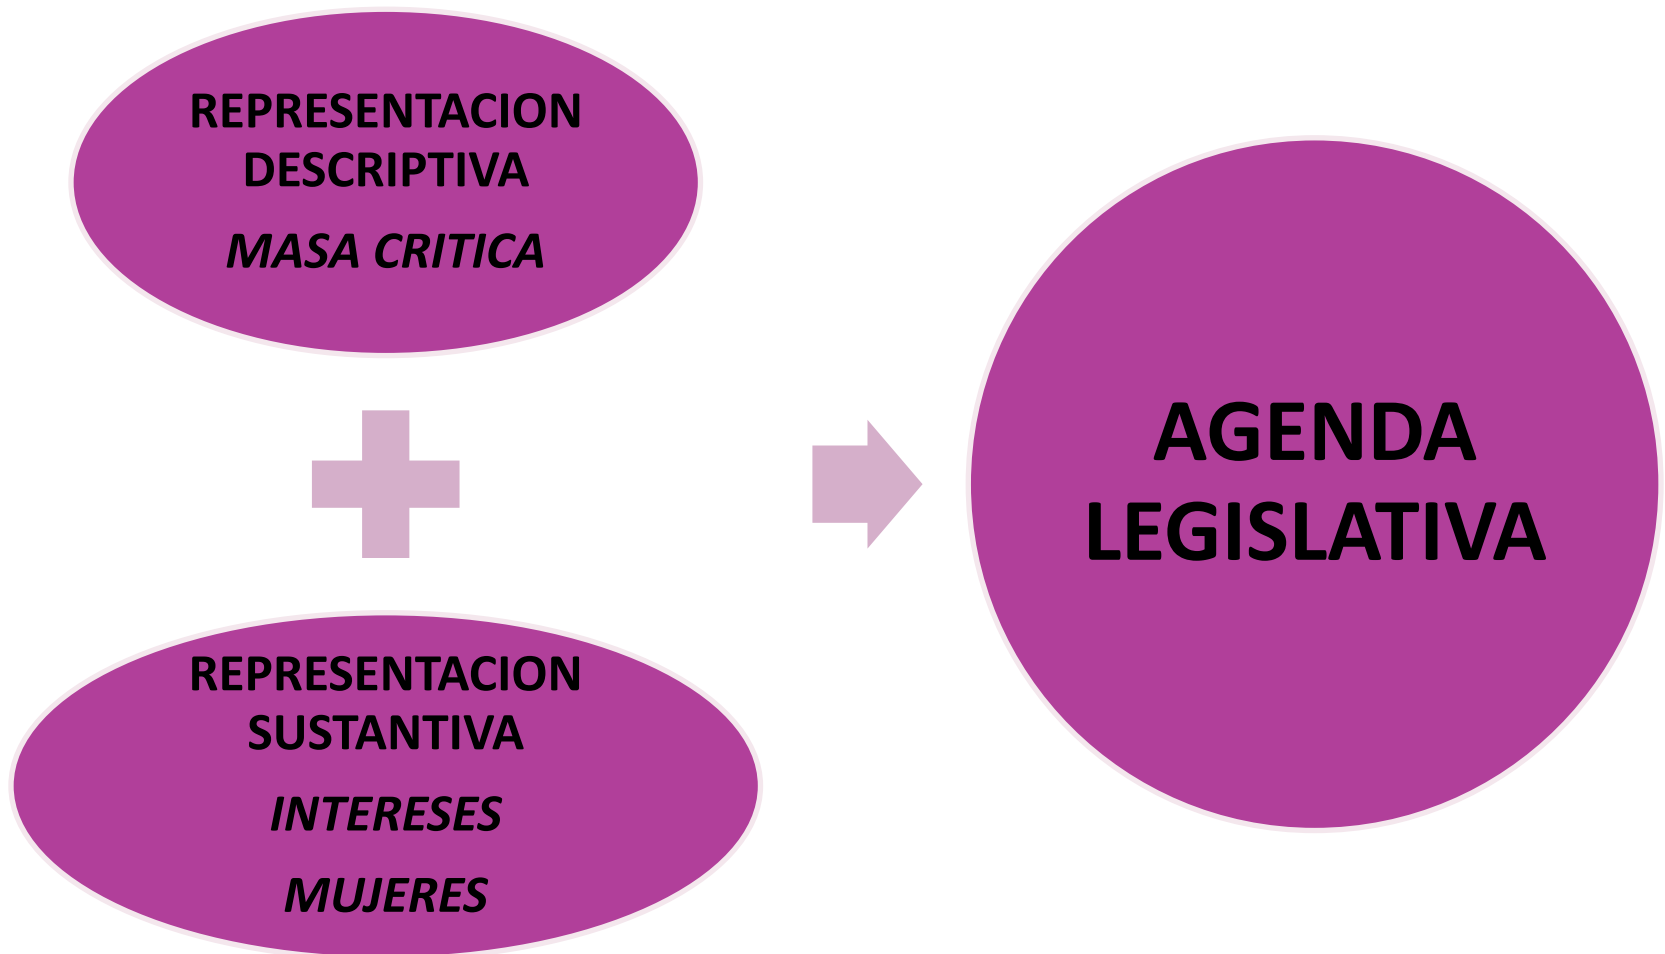 REPRESENTACION
DESCRIPTIVA
MASA CRITICA
REPRESENTACION
SUSTANTIVA
INTERESES
MUJERES
AGENDA
LEGISLATIVA